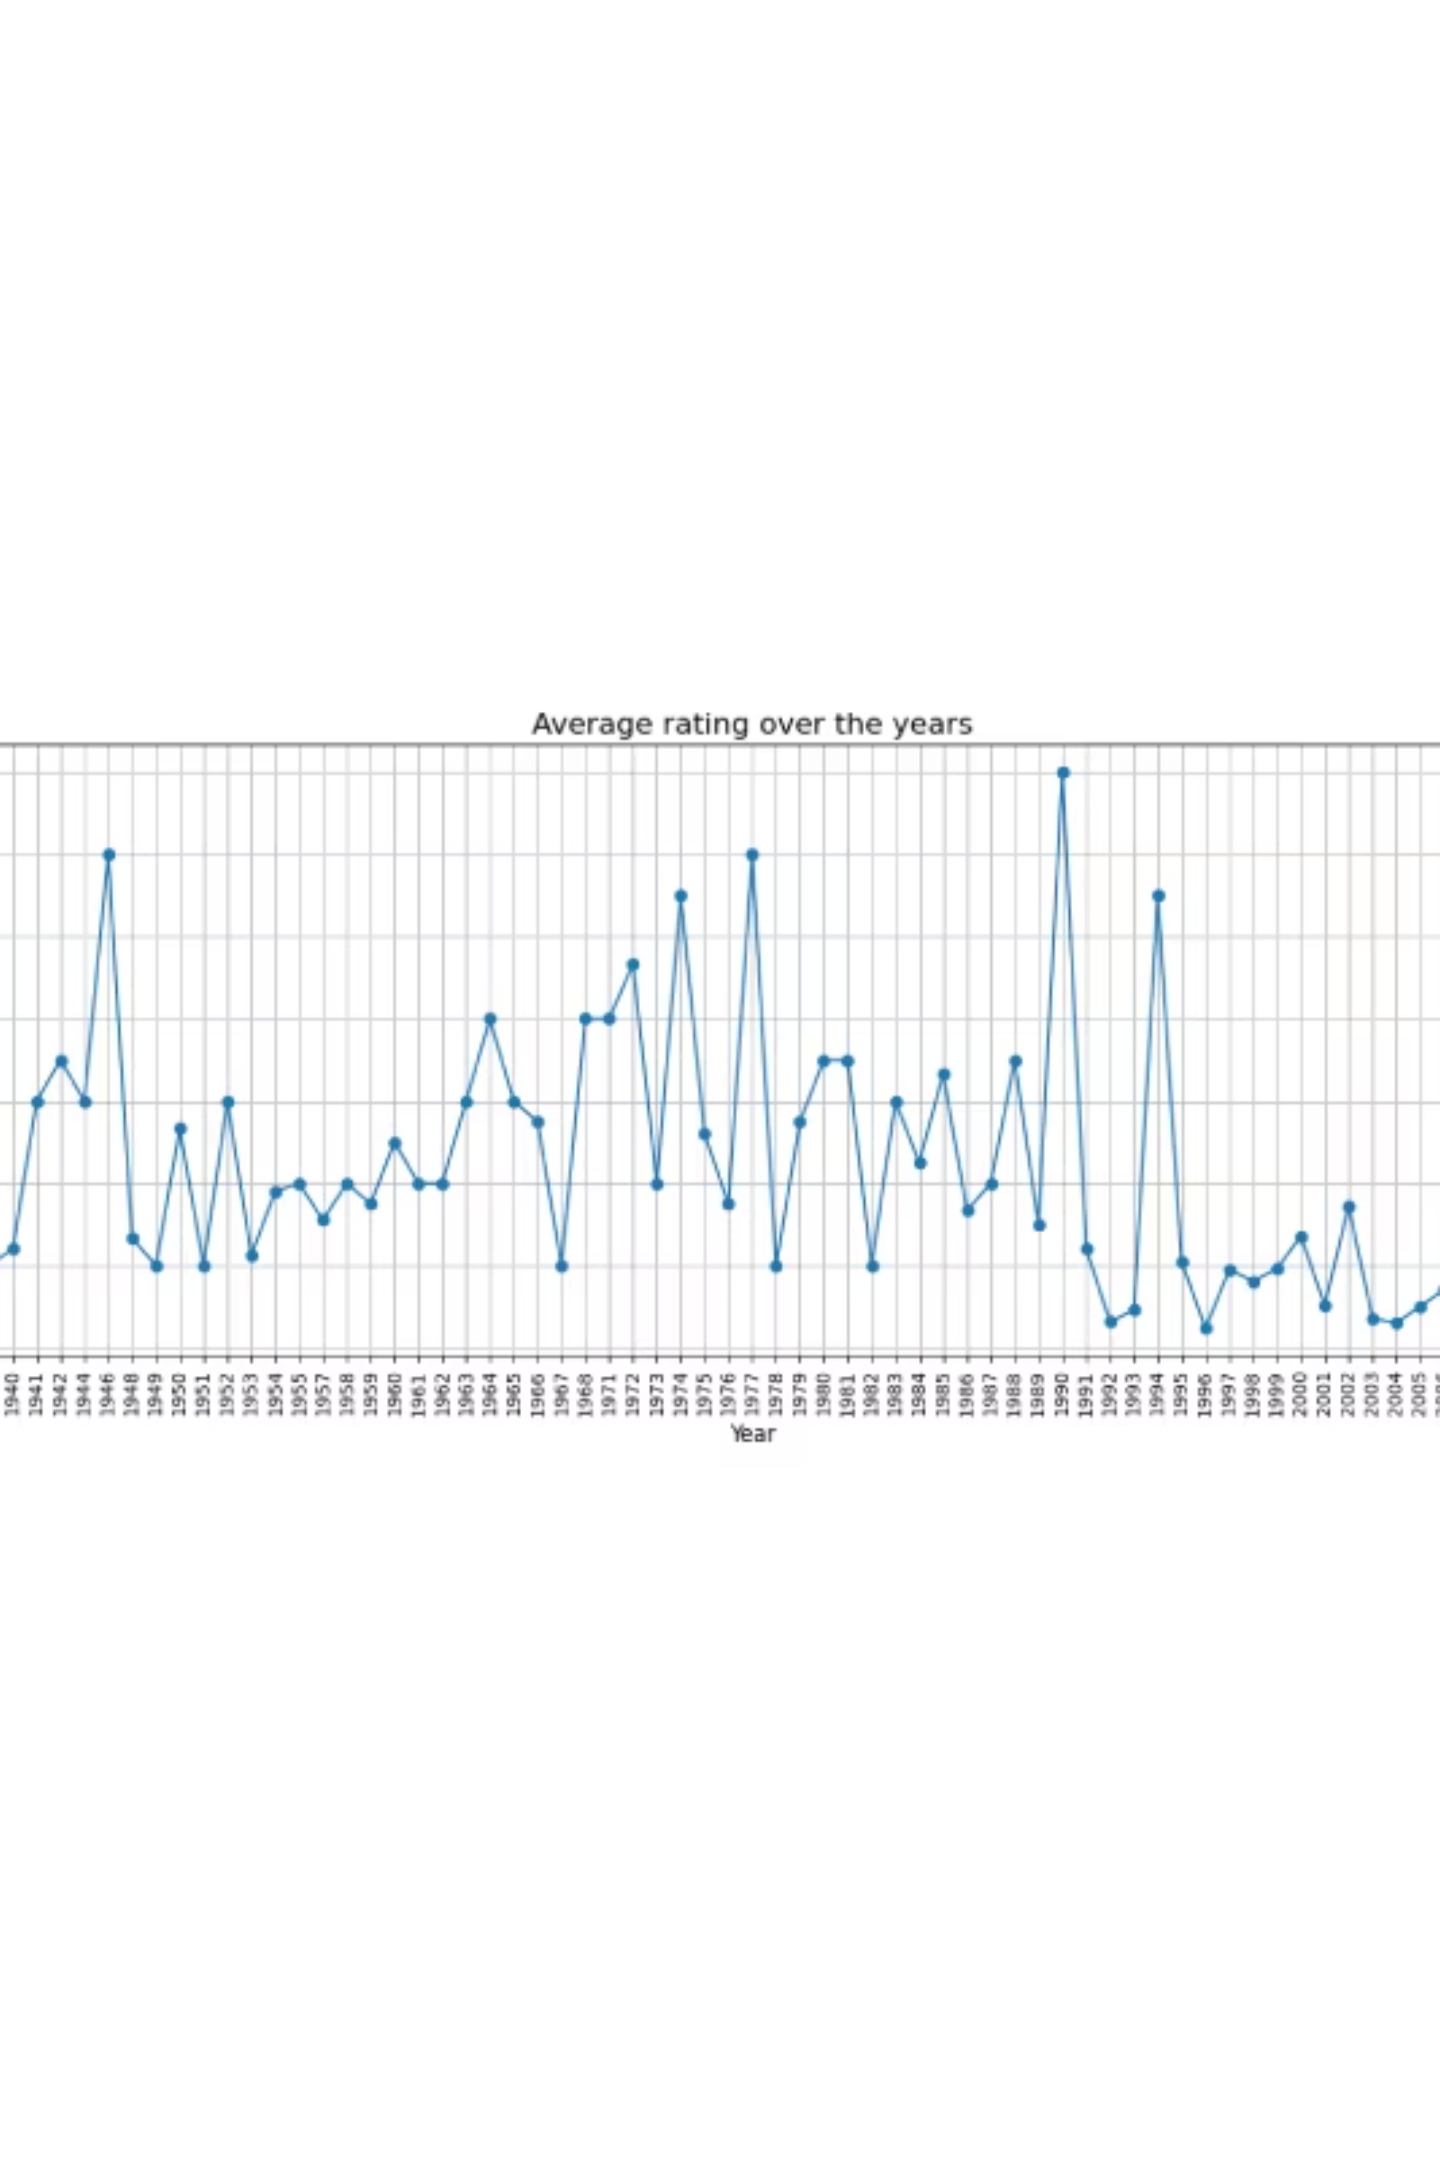 Average rating over the years
1940 1941 1942 1944 1946 1948 1949 1950 1951 1952 1953 1954 1955 1957 1958 1959 1960 1961 1962 1963 1964 1965 1966 1967 1968 1971 1972 1973 1974 1975 1976 1977 1978 1979 1980 1981 1982 1983 1984 1985 1986 1987 1988 1989 1990 1991 1992 1993 1994 1995 1996 1997 1998 1999 2000 2001 2002 2003 2004 2005
Year